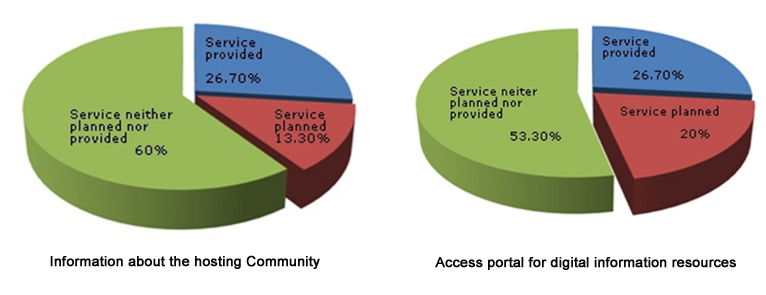 Service
provided
26.70%
Service
planned
13.30%
Service neither
planned nor
provided
60%
Information about the hosting Community
Service
provided
26.70%
Service planned
20%
Service neiter
planned nor
provided
53.30%
Access portal for digital information resources